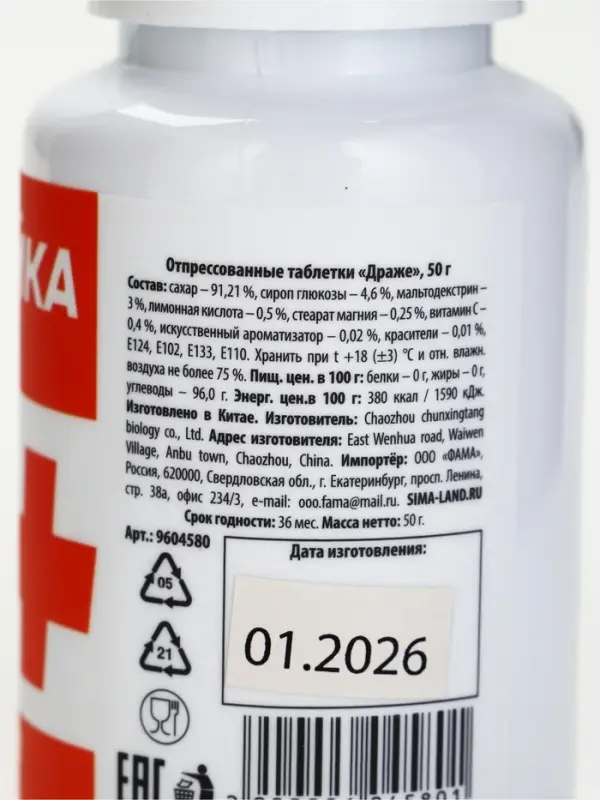 ЙКА
Отпрессованные таблетки «Драже», 50 г
Состав: сахар – 91,21 %, сироп глюкозы – 4,6 %, мальтодекстрин –
3 %, лимонная кислота – 0,5 %, стеарат магния – 0,25 %, витамин С –
0,4 %, искусственный ароматизатор – 0,02 %, красители – 0,01 %,
Е124, Е102, Е133, Е110. Хранить при t +18 (±3) °С и отн. влажн.
воздуха не более 75 %. Пищ. цен. в 100 г: белки – 0 г, жиры – 0 г,
углеводы – 96,0 г. Энерг. цен.в 100 г: 380 ккал / 1590 кДж.
Изготовлено в Китае. Изготовитель: Chaozhou chunxingtang
biology co., Ltd. Адрес изготовителя: East Wenhua road, Waiwen
Village, Anbu town, Chaozhou, China. Импортёр: ООО «ФАМА»,
Россия, 620000, Свердловская обл., г. Екатеринбург, просп. Ленина,
стр. 38а, офис 234/3, e-mail: ooo.fama@mail.ru. SIMA-LAND.RU
Срок годности: 36 мес. Масса нетто: 50 г.
Арт.: 9604580
Дата изготовления:
05
01.2026
21
EAC